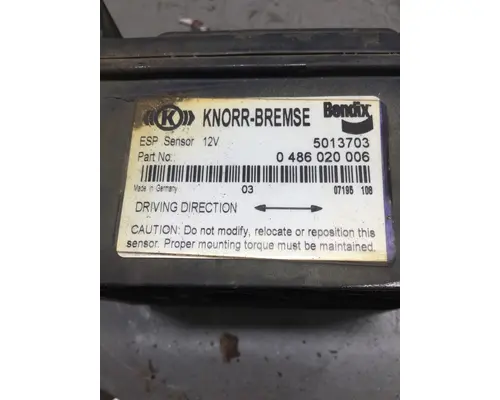 K KNORR-BREMSE Bendix
ESP Sensor 12V 5013703
Part No: 0 486 020 006
Made in Germany 03 07195 108
DRIVING DIRECTION
CAUTION: Do not modify, relocate or reposition this
sensor. Proper mounting torque must be maintained.